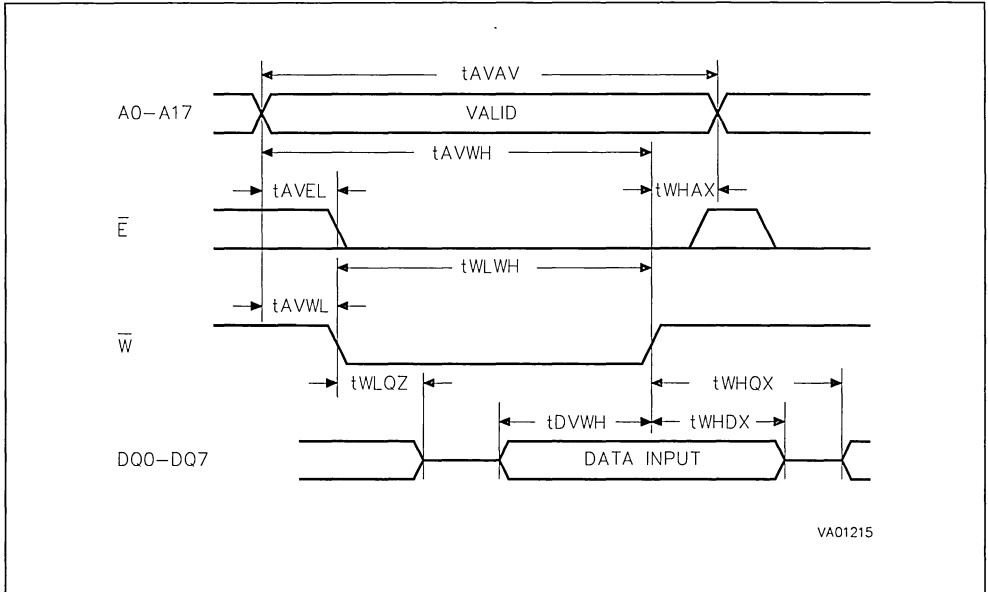 tAVAV
A0-A17
VALID
tAVWH
tAVEL
tWHAX
E̅
tWLWH
tAVWL
W̅
tWLQZ
tWHQX
tDVWH
tWHDX
DQ0-DQ7
DATA INPUT
VA01215